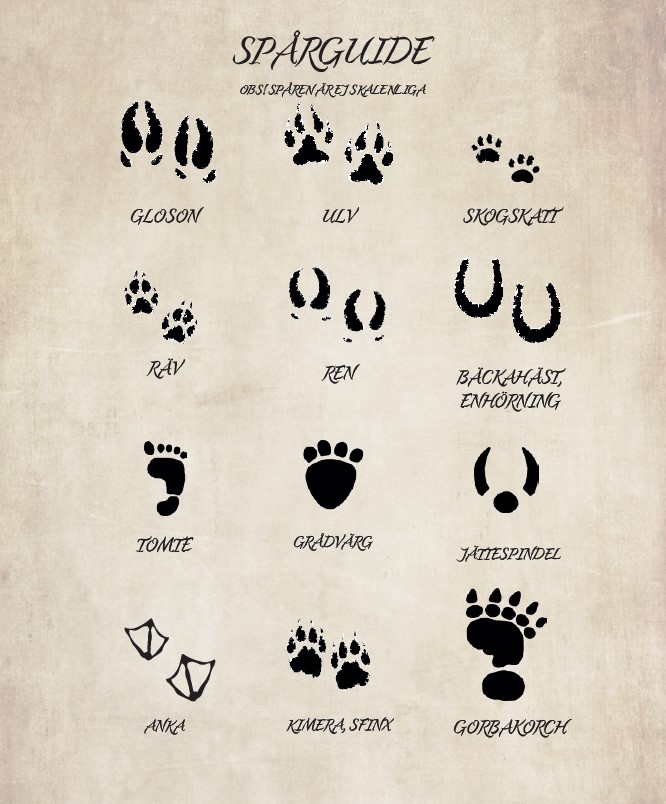 SPÅRGUIDE
OBS! SPÅREN ÄR EJ SKALENLIGA
GLOSON
ULV
SKOGSKATT
RÄV
REN
BÄCKAHÄST,
ENHÖRNING
TOMTE
GRÅDVÄRG
JÄTTESPINDEL
ANKA
KIMERA, SFINX
GORBAKORCH